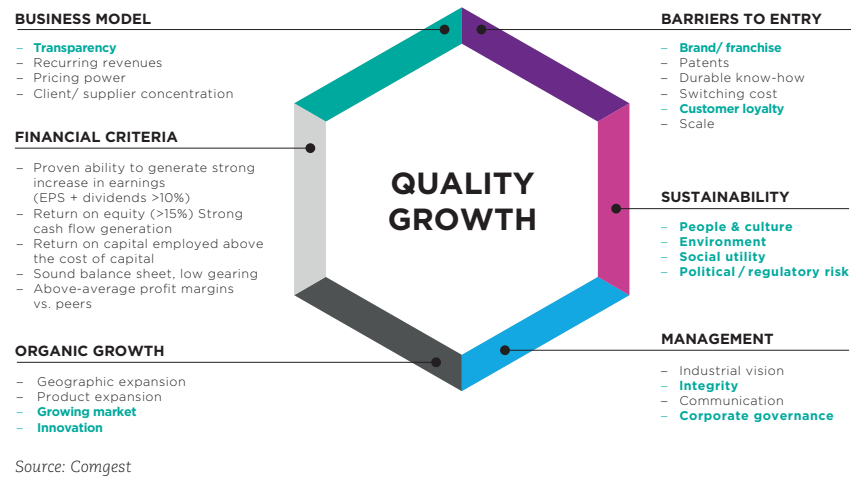 BUSINESS MODEL
– Transparency
– Recurring revenues
– Pricing power
– Client/ supplier concentration
FINANCIAL CRITERIA
– Proven ability to generate strong
increase in earnings
(EPS + dividends >10%)
– Return on equity (>15%) Strong
cash flow generation
– Return on capital employed above
the cost of capital
– Sound balance sheet, low gearing
– Above-average profit margins
vs. peers
ORGANIC GROWTH
– Geographic expansion
– Product expansion
– Growing market
– Innovation
QUALITY
GROWTH
BARRIERS TO ENTRY
– Brand/ franchise
– Patents
– Durable know-how
– Switching cost
– Customer loyalty
– Scale
SUSTAINABILITY
– People & culture
– Environment
– Social utility
– Political / regulatory risk
MANAGEMENT
– Industrial vision
– Integrity
– Communication
– Corporate governance
Source: Comgest